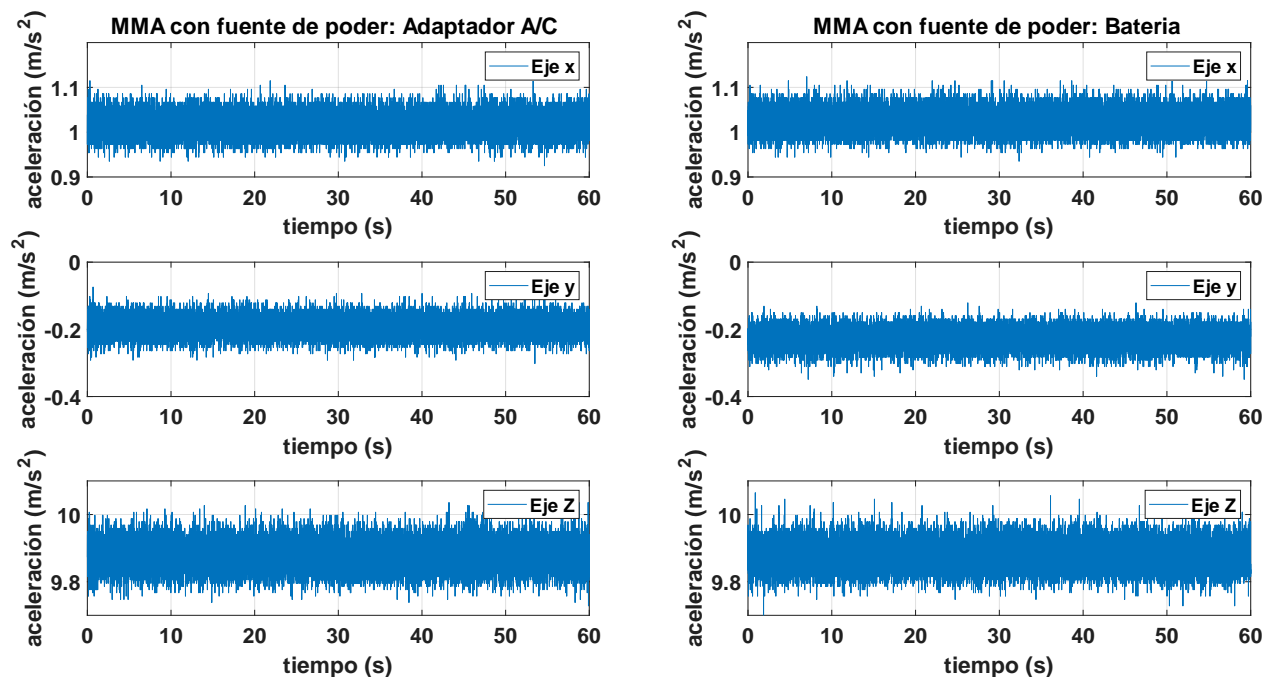 MMA con fuente de poder: Adaptador A/C
aceleración (m/s²)
1.1
1
0.9
Eje x
0 10 20 30 40 50 60
tiempo (s)
MMA con fuente de poder: Bateria
aceleración (m/s²)
1.1
1
0.9
Eje x
0 10 20 30 40 50 60
tiempo (s)
aceleración (m/s²)
0
-0.2
-0.4
Eje y
0 10 20 30 40 50 60
tiempo (s)
aceleración (m/s²)
0
-0.2
-0.4
Eje y
0 10 20 30 40 50 60
tiempo (s)
aceleración (m/s²)
10
9.8
Eje Z
0 10 20 30 40 50 60
tiempo (s)
aceleración (m/s²)
10
9.8
Eje Z
0 10 20 30 40 50 60
tiempo (s)